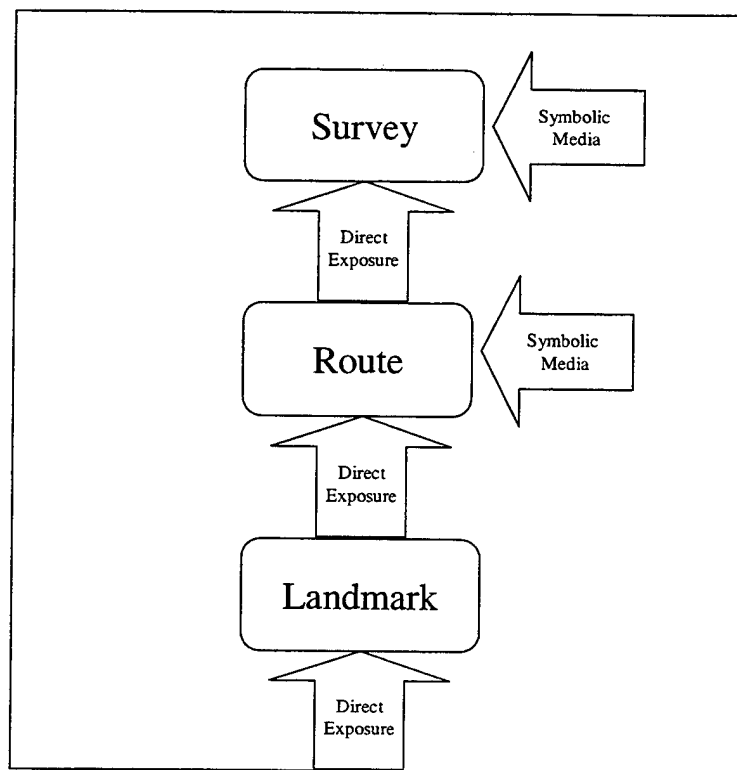 Survey
Symbolic
Media
Direct
Exposure
Route
Symbolic
Media
Direct
Exposure
Landmark
Direct
Exposure